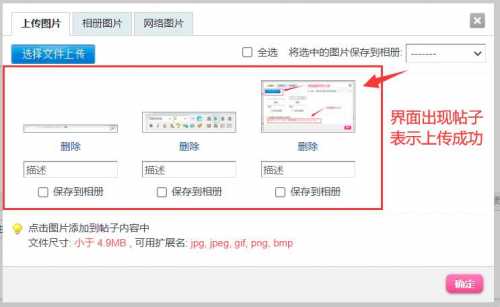 上传图片 相册图片 网络图片
选择文件上传 全选 将选中的图片保存到相册: -------
删除 删除 删除
描述 描述 描述
保存到相册 保存到相册 保存到相册
界面出现帖子
表示上传成功
点击图片添加到帖子内容中
文件尺寸: 小于 4.9MB , 可用扩展名: jpg, jpeg, gif, png, bmp
确定